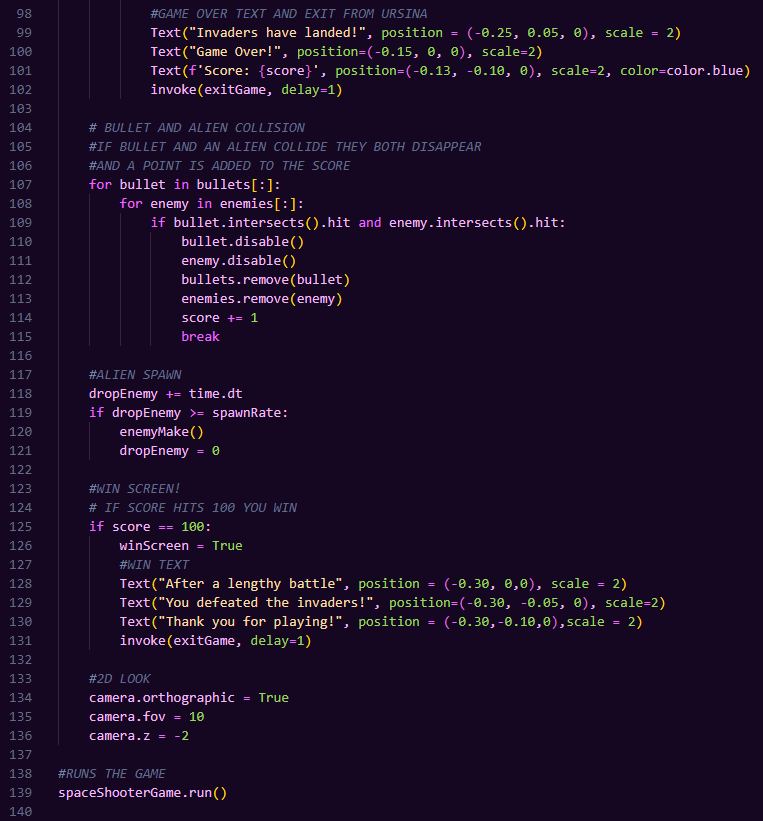 98 #GAME OVER TEXT AND EXIT FROM URSINA
99 Text("Invaders have landed!", position = (-0.25, 0.05, 0), scale = 2)
100 Text("Game Over!", position=(-0.15, 0, 0), scale=2)
101 Text(f'Score: {score}', position=(-0.13, -0.10, 0), scale=2, color=color.blue)
102 invoke(exitGame, delay=1)
103
104 # BULLET AND ALIEN COLLISION
105 #IF BULLET AND AN ALIEN COLLIDE THEY BOTH DISAPPEAR
106 #AND A POINT IS ADDED TO THE SCORE
107 for bullet in bullets[:]:
108 for enemy in enemies[:]:
109 if bullet.intersects().hit and enemy.intersects().hit:
110 bullet.disable()
111 enemy.disable()
112 bullets.remove(bullet)
113 enemies.remove(enemy)
114 score += 1
115 break
116
117 #ALIEN SPAWN
118 dropEnemy += time.dt
119 if dropEnemy >= spawnRate:
120 enemyMake()
121 dropEnemy = 0
122
123 #WIN SCREEN!
124 # IF SCORE HITS 100 YOU WIN
125 if score == 100:
126 winScreen = True
127 #WIN TEXT
128 Text("After a lengthy battle", position = (-0.30, 0,0), scale = 2)
129 Text("You defeated the invaders!", position=(-0.30, -0.05, 0), scale=2)
130 Text("Thank you for playing!", position = (-0.30,-0.10,0),scale = 2)
131 invoke(exitGame, delay=1)
132
133 #2D LOOK
134 camera.orthographic = True
135 camera.fov = 10
136 camera.z = -2
137
138 #RUNS THE GAME
139 spaceShooterGame.run()
140